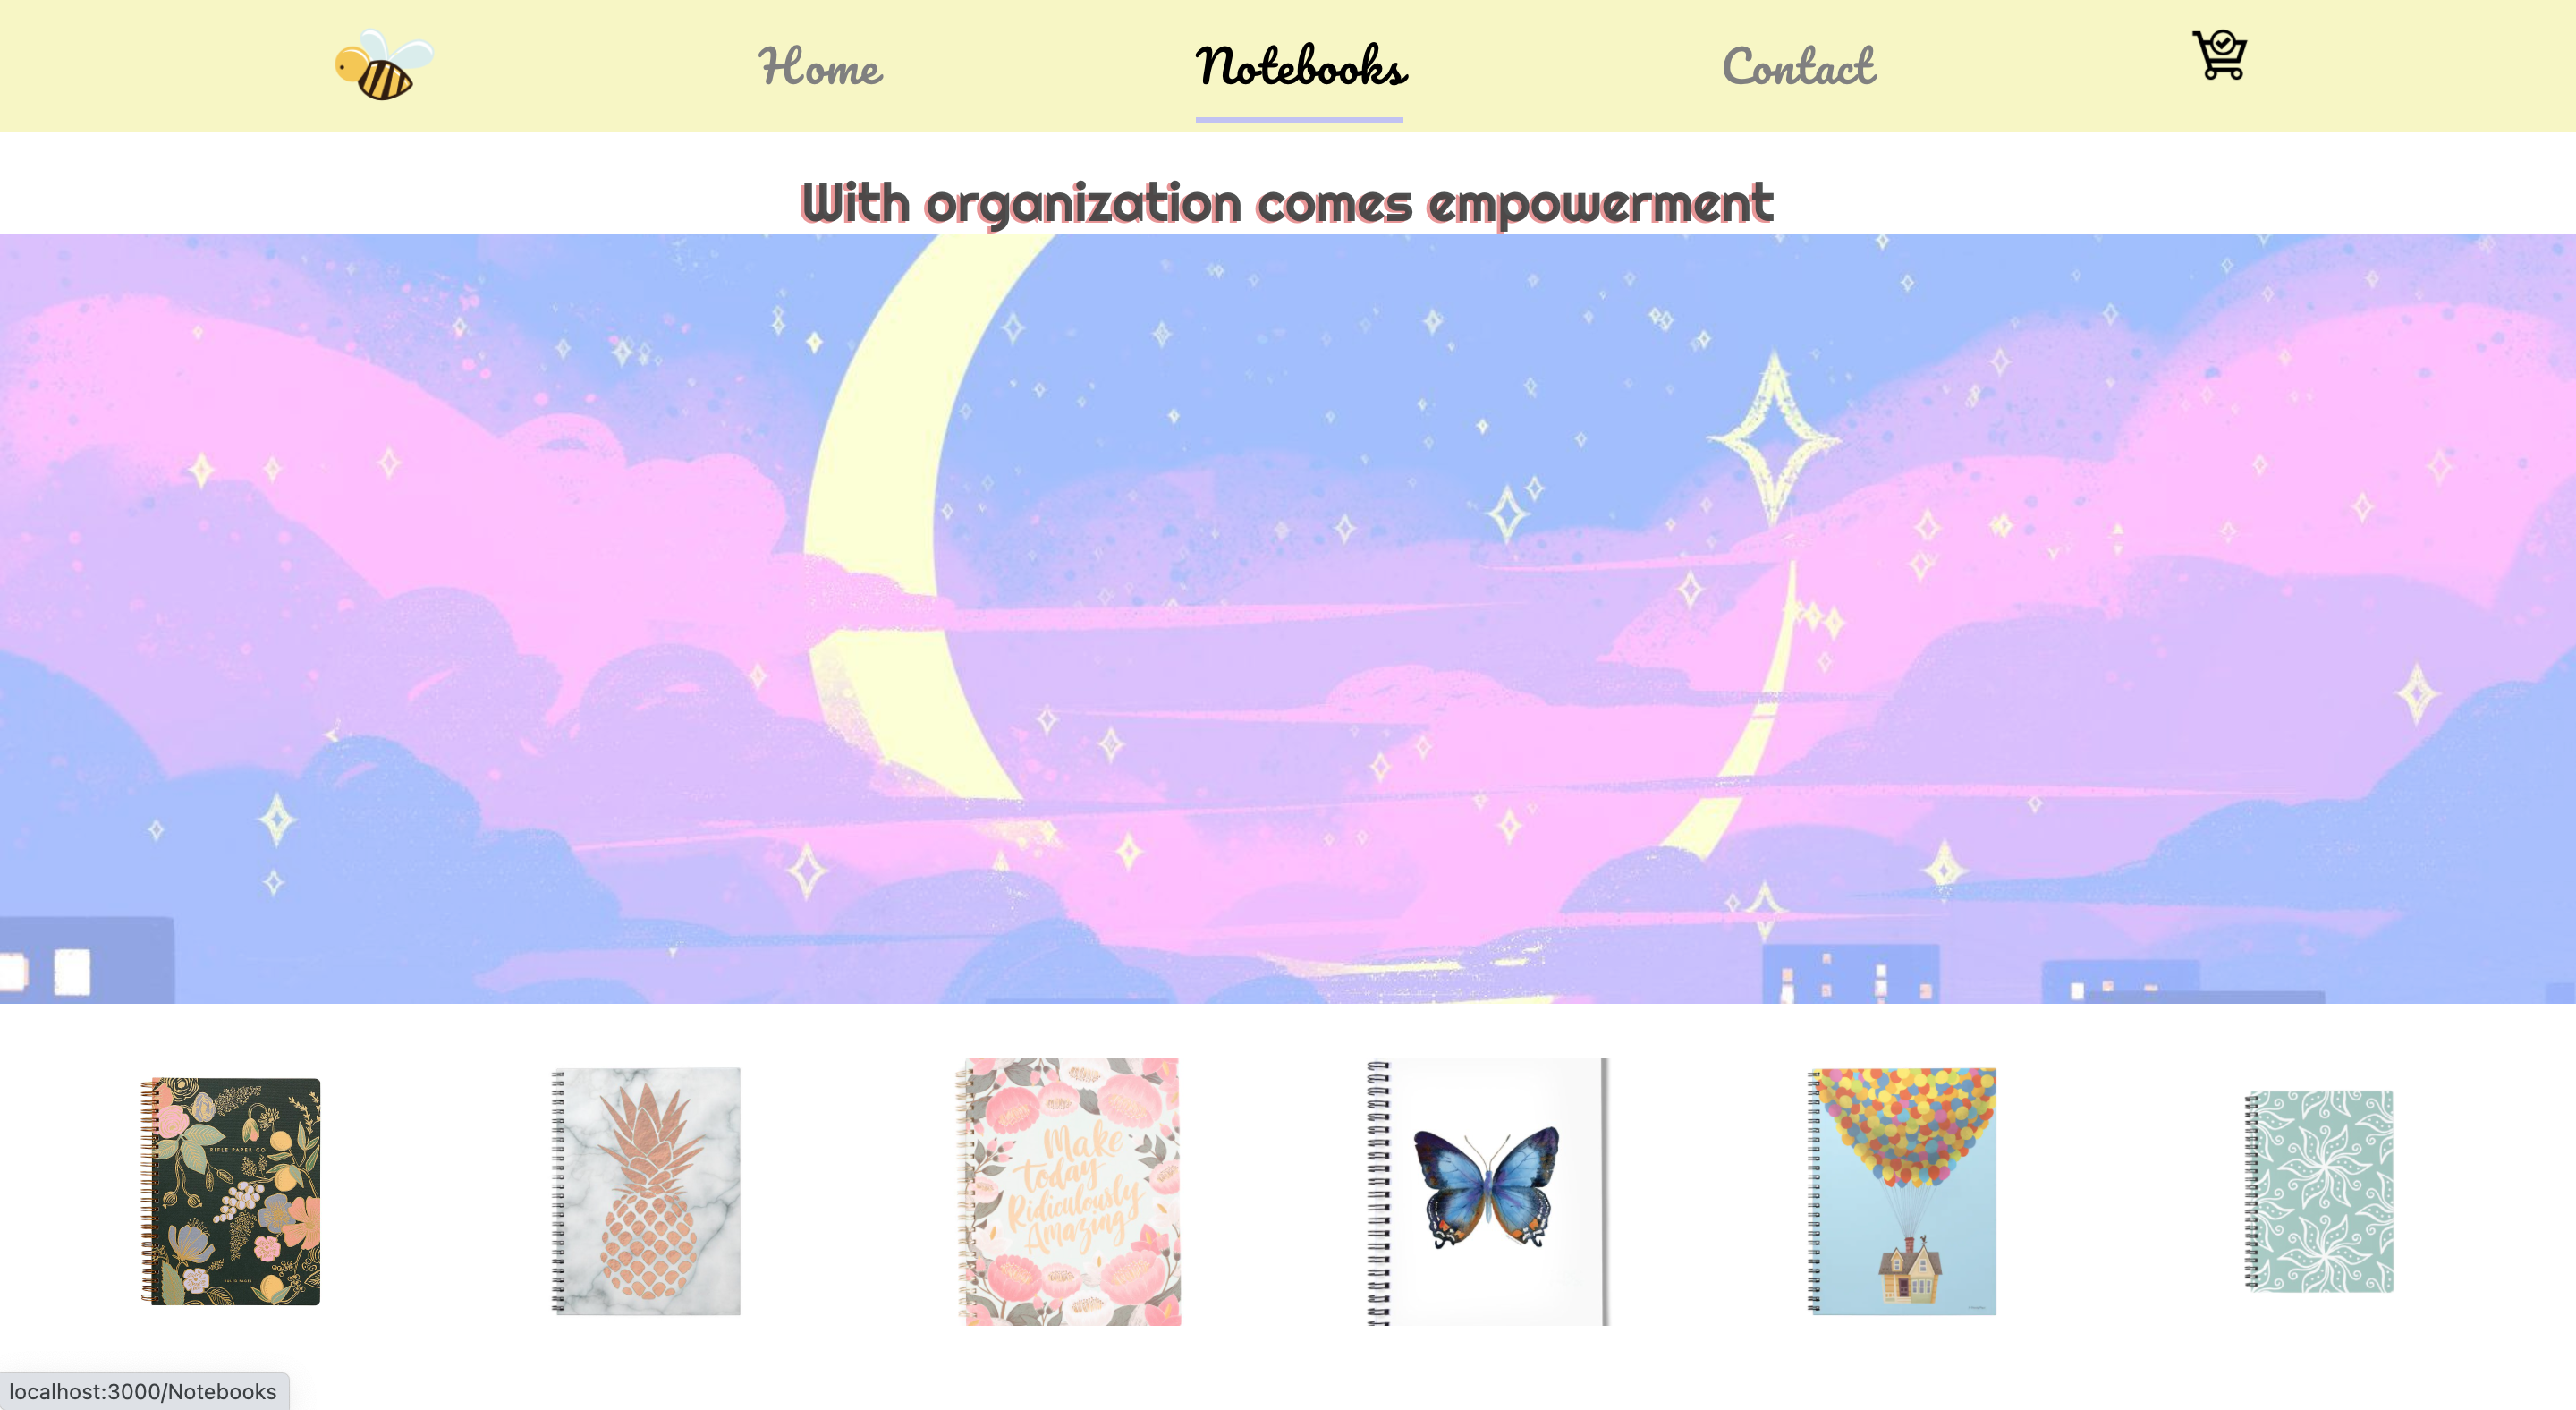 Home
Notebooks
Contact
With organization comes empowerment
RIFLE PAPER CO.
Make
today
Ridiculously
Amazing
localhost:3000/Notebooks